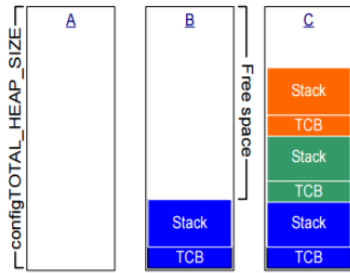 configTOTAL_HEAP_SIZE
A
B
Free space
Stack
TCB
C
Stack
TCB
Stack
TCB
Stack
TCB